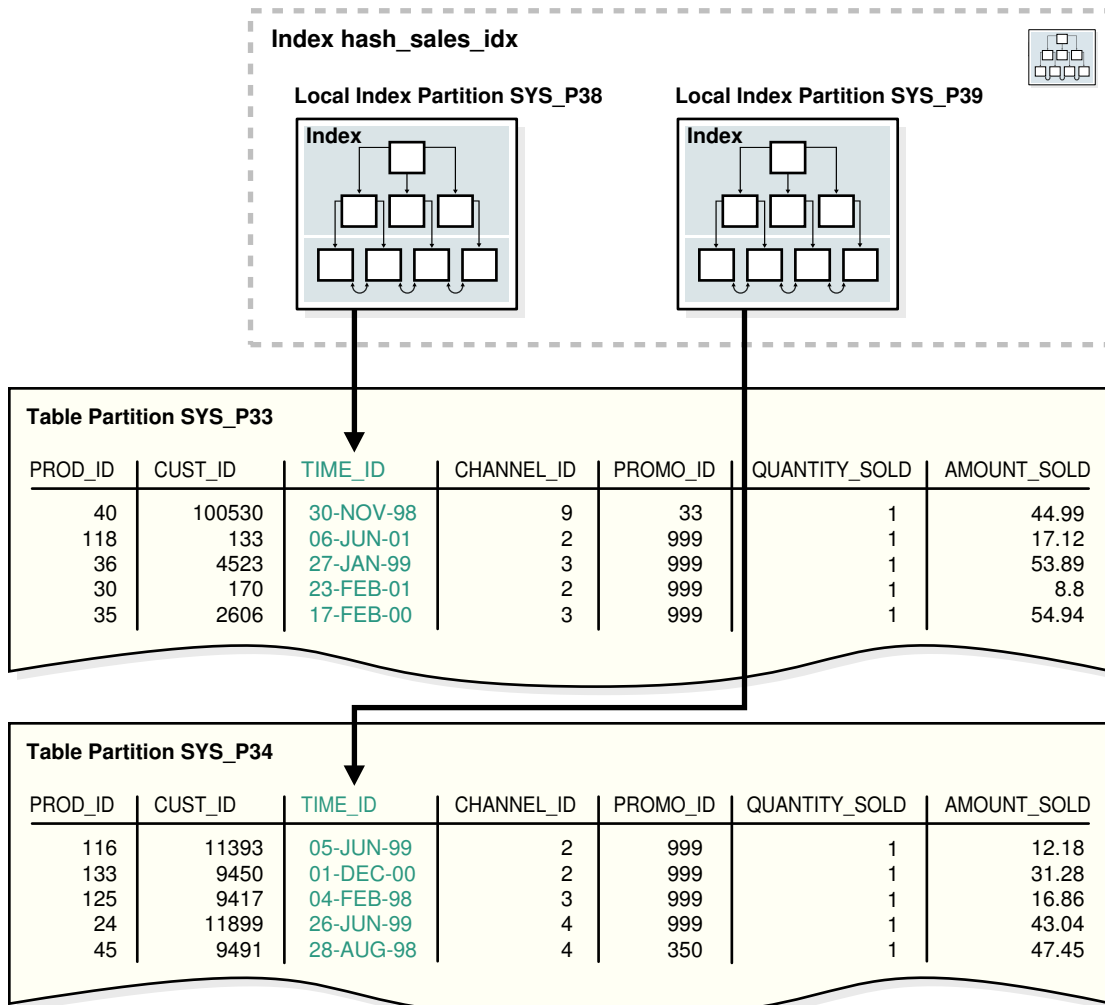 Index hash_sales_idx
Local Index Partition SYS_P38 Local Index Partition SYS_P39
Index Index
Table Partition SYS_P33
PROD_ID CUST_ID TIME_ID CHANNEL_ID PROMO_ID QUANTITY_SOLD AMOUNT_SOLD
40 100530 30-NOV-98 9 33 1 44.99
118 133 06-JUN-01 2 999 1 17.12
36 4523 27-JAN-99 3 999 1 53.89
30 170 23-FEB-01 2 999 1 8.8
35 2606 17-FEB-00 3 999 1 54.94
Table Partition SYS_P34
PROD_ID CUST_ID TIME_ID CHANNEL_ID PROMO_ID QUANTITY_SOLD AMOUNT_SOLD
116 11393 05-JUN-99 2 999 1 12.18
133 9450 01-DEC-00 2 999 1 31.28
125 9417 04-FEB-98 3 999 1 16.86
24 11899 26-JUN-99 4 999 1 43.04
45 9491 28-AUG-98 4 350 1 47.45